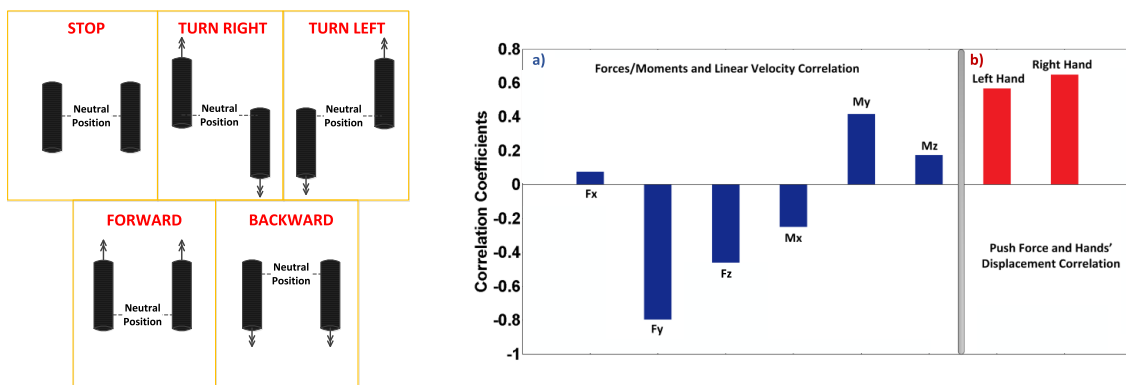 STOP
TURN RIGHT
TURN LEFT
Neutral
Position
Neutral
Position
Neutral
Position
FORWARD
BACKWARD
Neutral
Position
Neutral
Position
Correlation Coefficients
0.8
0.6
0.4
0.2
0
-0.2
-0.4
-0.6
-0.8
-1
a)
Forces/Moments and Linear Velocity Correlation
Fx
Fy
Fz
Mx
My
Mz
b)
Left Hand
Right Hand
Push Force and Hands'
Displacement Correlation